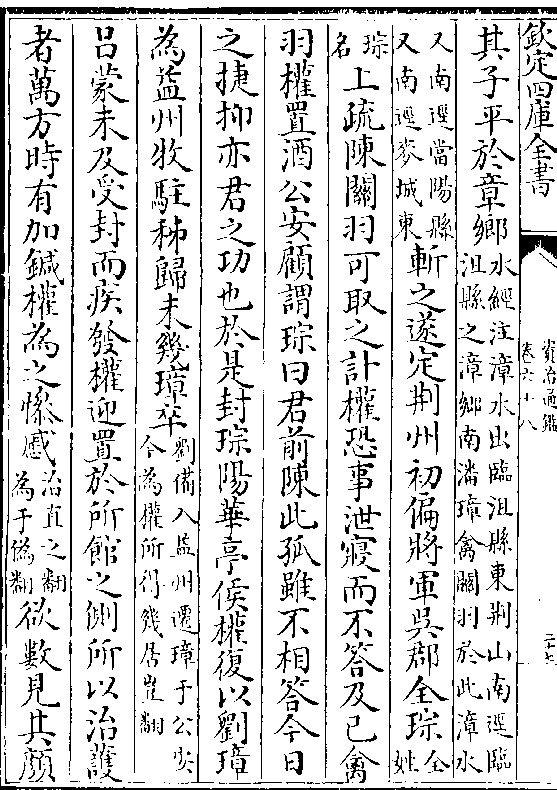 欽定四庫全書
資治通鑑
卷六十八
二十七
其子平於章鄉水經注漳水出臨沮縣東荆山南逕臨沮縣之漳鄉南潘璋禽關羽於此漳水
又南逕當陽縣又南逕麥城東斬之遂定荆州初偏將軍吳郡全琮全姓
琮名上疏陳關羽可取之計權恐事泄寢而不答及已禽
羽權置酒公安顧謂琮曰君前陳此孤雖不相答今日
之捷抑亦君之功也於是封琮陽華亭侯權復以劉璋
為益州牧駐秭歸未幾璋卒劉備入益州遷璋于公安今為權所得幾居豈翻
吕蒙未及受封而疾發權迎置於所館之側所以治護
者萬方時有加鍼權為之慘慼治直之翻為于偽翻欲數見其顔